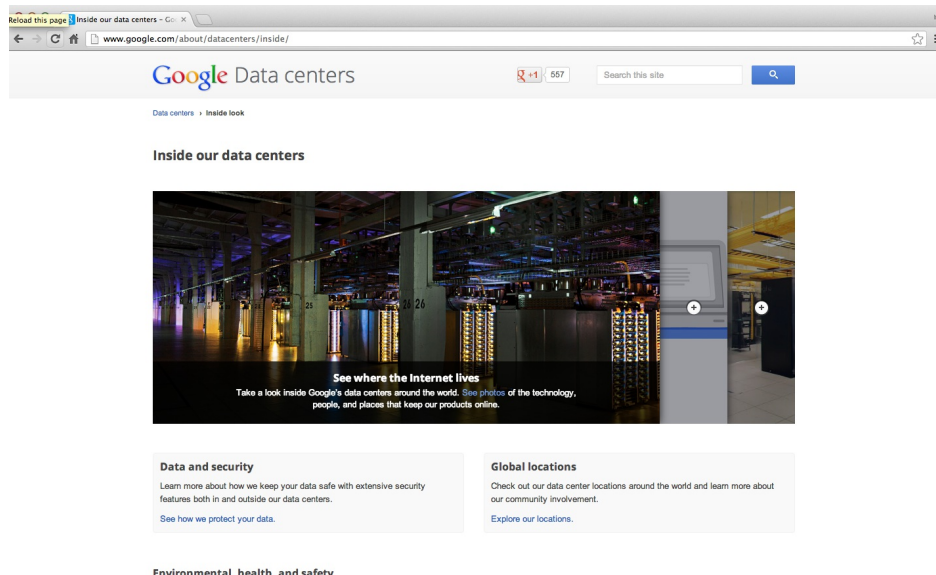 Reload this page
Inside our data centers – Goo
www.google.com/about/datacenters/inside/
Google Data centers
+1
557
Search this site
Data centers › Inside look
Inside our data centers
25
26 26
See where the Internet lives
Take a look inside Google's data centers around the world. See photos of the technology,
people, and places that keep our products online.
Data and security
Learn more about how we keep your data safe with extensive security
features both in and outside our data centers.
See how we protect your data.
Global locations
Check out our data center locations around the world and learn more about
our community involvement.
Explore our locations.
Environmental, health, and safety